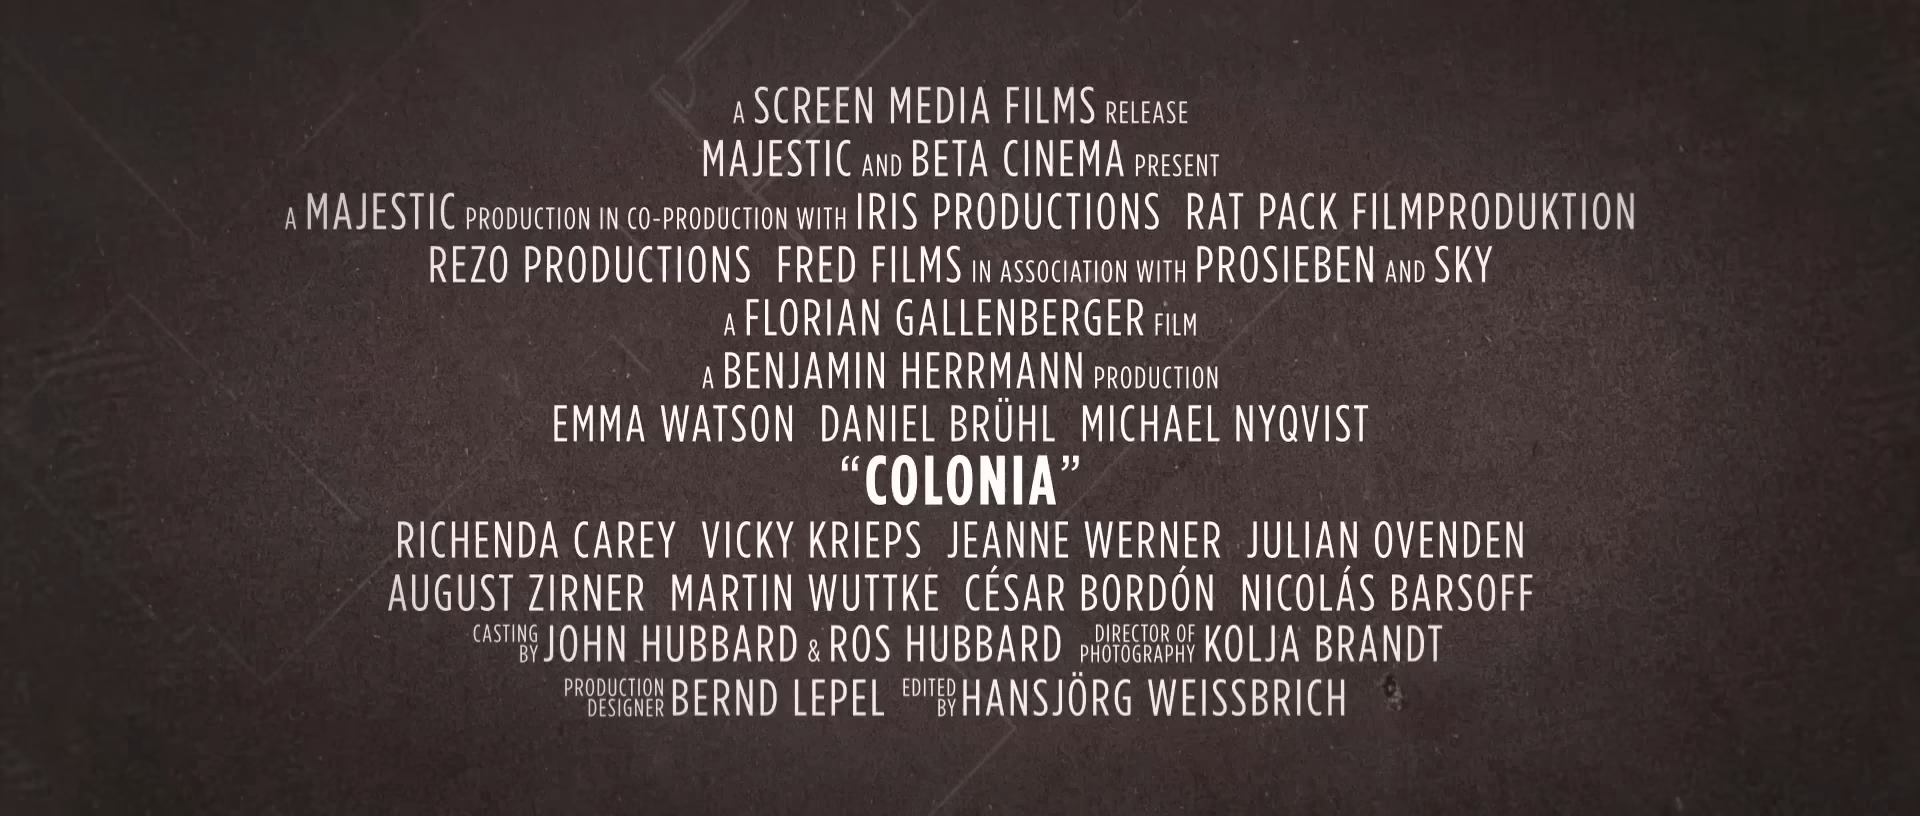 A SCREEN MEDIA FILMS RELEASE
MAJESTIC AND BETA CINEMA PRESENT
A MAJESTIC PRODUCTION IN CO-PRODUCTION WITH IRIS PRODUCTIONS RAT PACK FILMPRODUKTION
REZO PRODUCTIONS FRED FILMS IN ASSOCIATION WITH PROSIEBEN AND SKY
A FLORIAN GALLENBERGER FILM
A BENJAMIN HERRMANN PRODUCTION
EMMA WATSON DANIEL BRÜHL MICHAEL NYQVIST
“COLONIA”
RICHENDA CAREY VICKY KRIEPS JEANNE WERNER JULIAN OVENDEN
AUGUST ZIRNER MARTIN WUTTKE CÉSAR BORDÓN NICOLÁS BARSOFF
CASTING BY JOHN HUBBARD & ROS HUBBARD DIRECTOR OF PHOTOGRAPHY KOLJA BRANDT
PRODUCTION DESIGNER BERND LEPEL EDITED BY HANSJÖRG WEISSBRICH